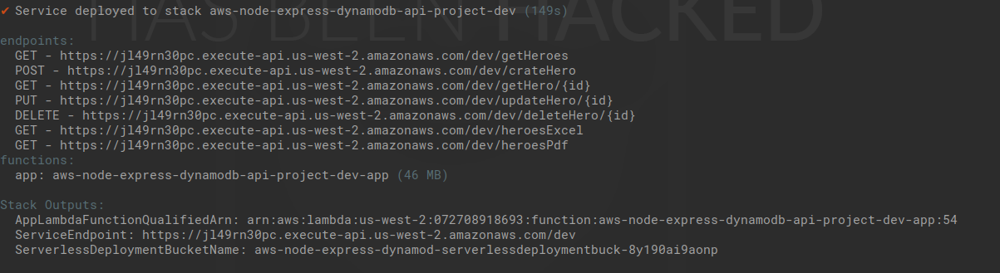 HAS BEEN HACKED
✔ Service deployed to stack aws-node-express-dynamodb-api-project-dev (149s)
endpoints:
GET - https://jl49rn30pc.execute-api.us-west-2.amazonaws.com/dev/getHeroes
POST - https://jl49rn30pc.execute-api.us-west-2.amazonaws.com/dev/crateHero
GET - https://jl49rn30pc.execute-api.us-west-2.amazonaws.com/dev/getHero/{id}
PUT - https://jl49rn30pc.execute-api.us-west-2.amazonaws.com/dev/updateHero/{id}
DELETE - https://jl49rn30pc.execute-api.us-west-2.amazonaws.com/dev/deleteHero/{id}
GET - https://jl49rn30pc.execute-api.us-west-2.amazonaws.com/dev/heroesExcel
GET - https://jl49rn30pc.execute-api.us-west-2.amazonaws.com/dev/heroesPdf
functions:
app: aws-node-express-dynamodb-api-project-dev-app (46 MB)
Stack Outputs:
AppLambdaFunctionQualifiedArn: arn:aws:lambda:us-west-2:072708918693:function:aws-node-express-dynamodb-api-project-dev-app:54
ServiceEndpoint: https://jl49rn30pc.execute-api.us-west-2.amazonaws.com/dev
ServerlessDeploymentBucketName: aws-node-express-dynamod-serverlessdeploymentbuck-8y190ai9aonp